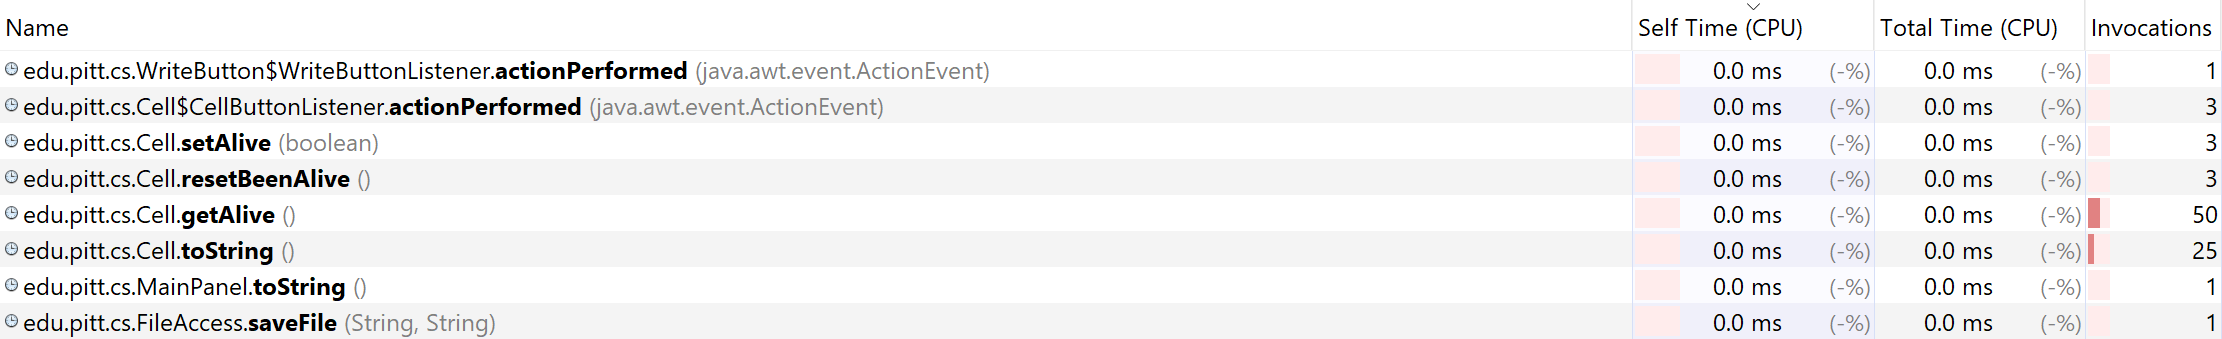 Name Self Time (CPU) Total Time (CPU) Invocations
edu.pitt.cs.WriteButton$WriteButtonListener.actionPerformed (java.awt.event.ActionEvent) 0.0 ms (-%) 0.0 ms (-%) 1
edu.pitt.cs.Cell$CellButtonListener.actionPerformed (java.awt.event.ActionEvent) 0.0 ms (-%) 0.0 ms (-%) 3
edu.pitt.cs.Cell.setAlive (boolean) 0.0 ms (-%) 0.0 ms (-%) 3
edu.pitt.cs.Cell.resetBeenAlive () 0.0 ms (-%) 0.0 ms (-%) 3
edu.pitt.cs.Cell.getAlive () 0.0 ms (-%) 0.0 ms (-%) 50
edu.pitt.cs.Cell.toString () 0.0 ms (-%) 0.0 ms (-%) 25
edu.pitt.cs.MainPanel.toString () 0.0 ms (-%) 0.0 ms (-%) 1
edu.pitt.cs.FileAccess.saveFile (String, String) 0.0 ms (-%) 0.0 ms (-%) 1